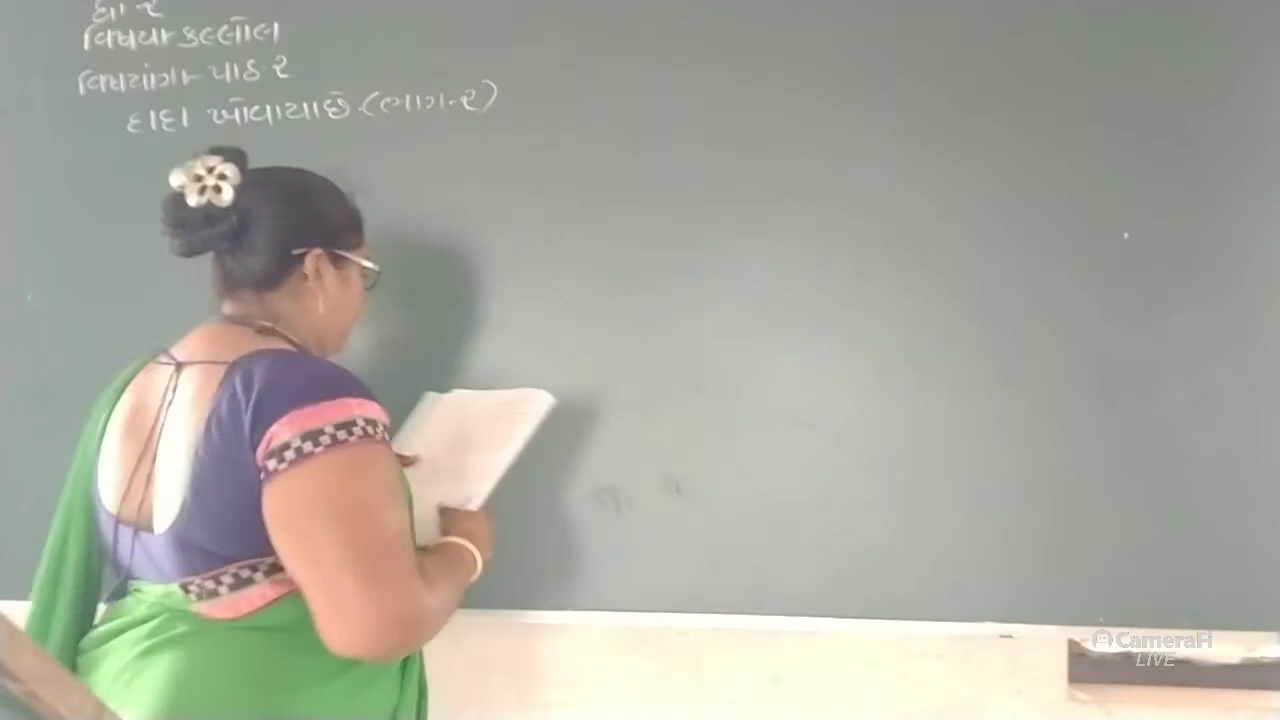 ધો-૨
વિષય-કલ્લોલ
વિષયાંગ-પાઠ-૨
દાદા ખોવાયા છે.(ભાગ-૨)
CameraFi
LIVE